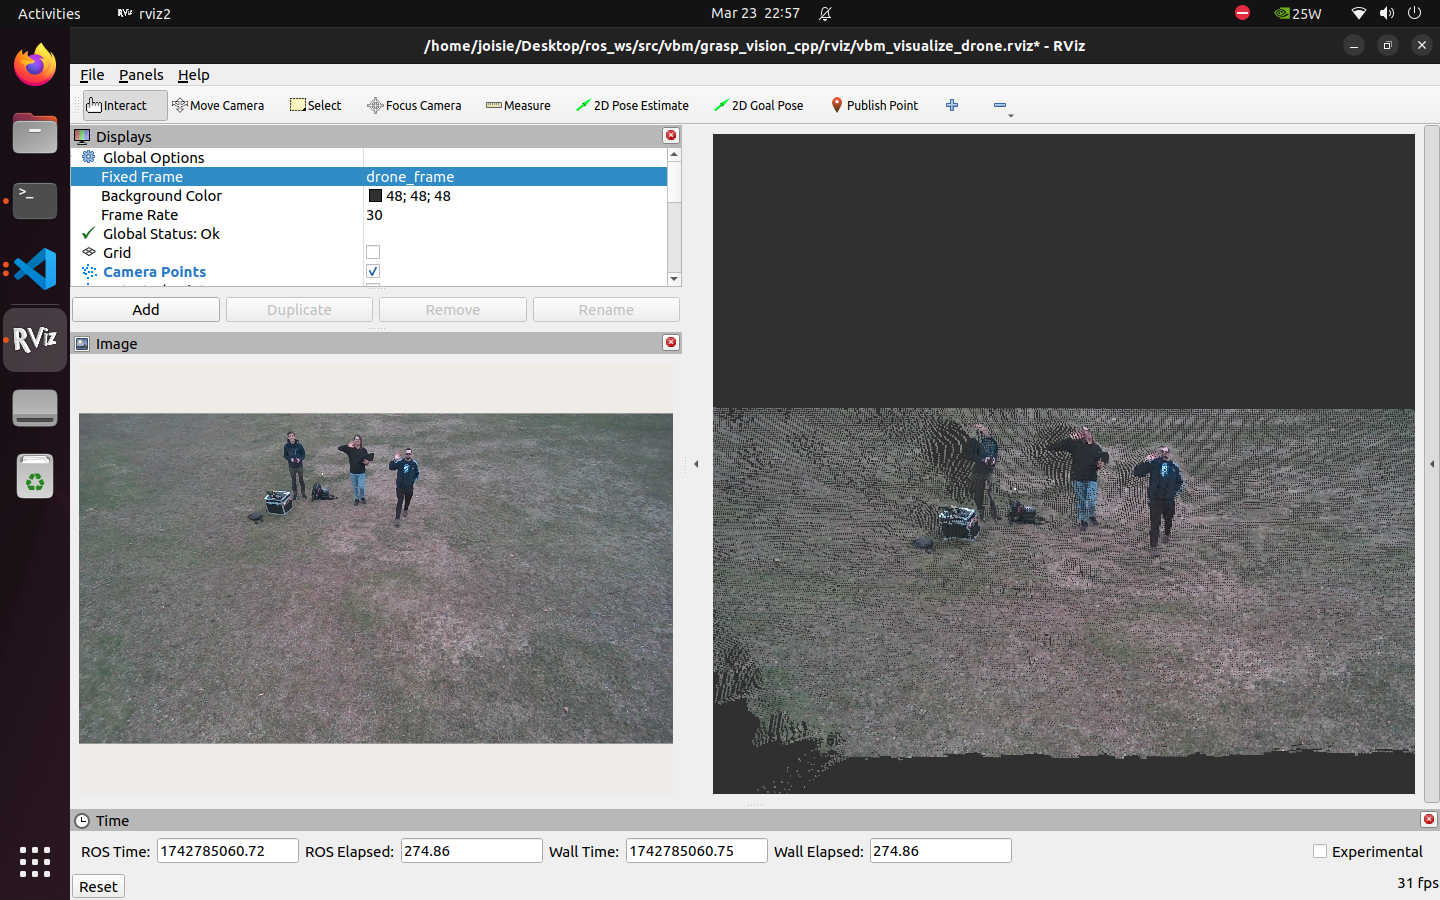 Activities
rviz2
Mar 23 22:57
25W
/home/joisie/Desktop/ros_ws/src/vbm/grasp_vision_cpp/rviz/vbm_visualize_drone.rviz* - RViz
File Panels Help
Interact Move Camera Select Focus Camera Measure 2D Pose Estimate 2D Goal Pose Publish Point
Displays
Global Options
Fixed Frame drone_frame
Background Color 48; 48; 48
Frame Rate 30
Global Status: Ok
Grid
Camera Points
Add Duplicate Remove Rename
RViz
Image
Time
ROS Time: 1742785060.72 ROS Elapsed: 274.86 Wall Time: 1742785060.75 Wall Elapsed: 274.86 Experimental
Reset 31 fps